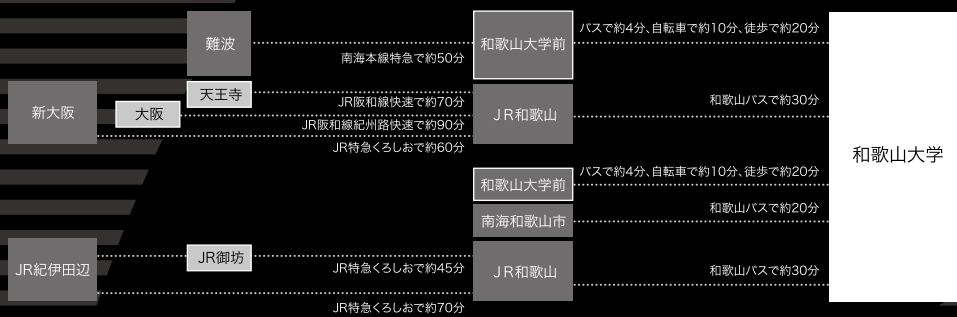 難波
南海本線特急で約50分
和歌山大学前
バスで約4分、自転車で約10分、徒歩で約20分
天王寺
JR阪和線快速で約70分
新大阪
大阪
JR阪和線紀州路快速で約90分
JR特急くろしおで約60分
JR和歌山
和歌山バスで約30分
和歌山大学
和歌山大学前
バスで約4分、自転車で約10分、徒歩で約20分
南海和歌山市
和歌山バスで約20分
JR紀伊田辺
JR御坊
JR特急くろしおで約45分
JR特急くろしおで約70分
JR和歌山
和歌山バスで約30分